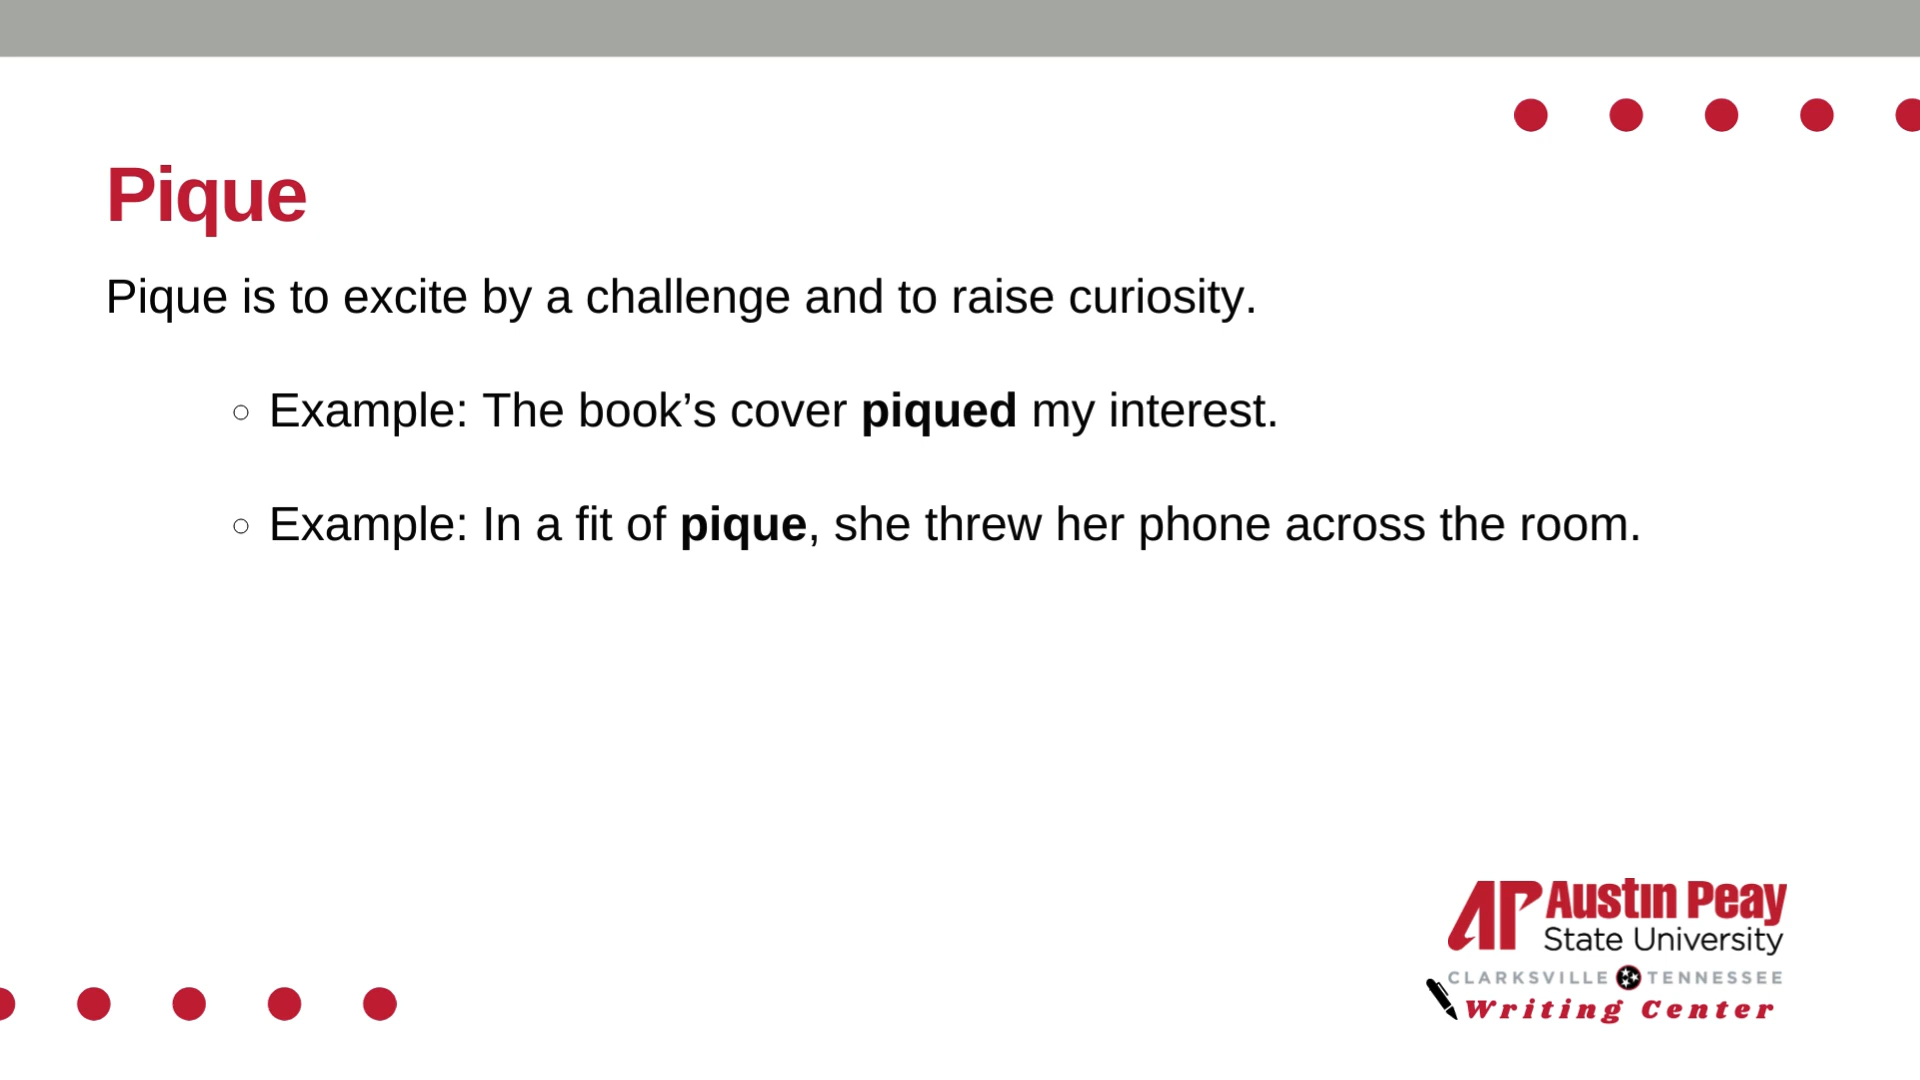 Pique
Pique is to excite by a challenge and to raise curiosity.
Example: The book’s cover piqued my interest.
Example: In a fit of pique, she threw her phone across the room.
AP Austin Peay
State University
CLARKSVILLE TENNESSEE
Writing Center